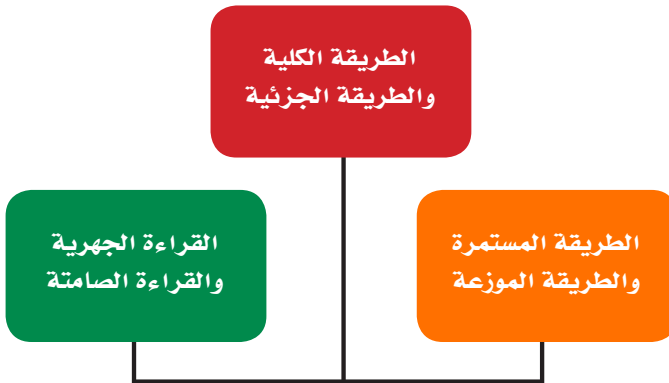 الطريقة الكلية
والطريقة الجزئية
الطريقة المستمرة
والطريقة الموزعة
القراءة الجهرية
والقراءة الصامتة